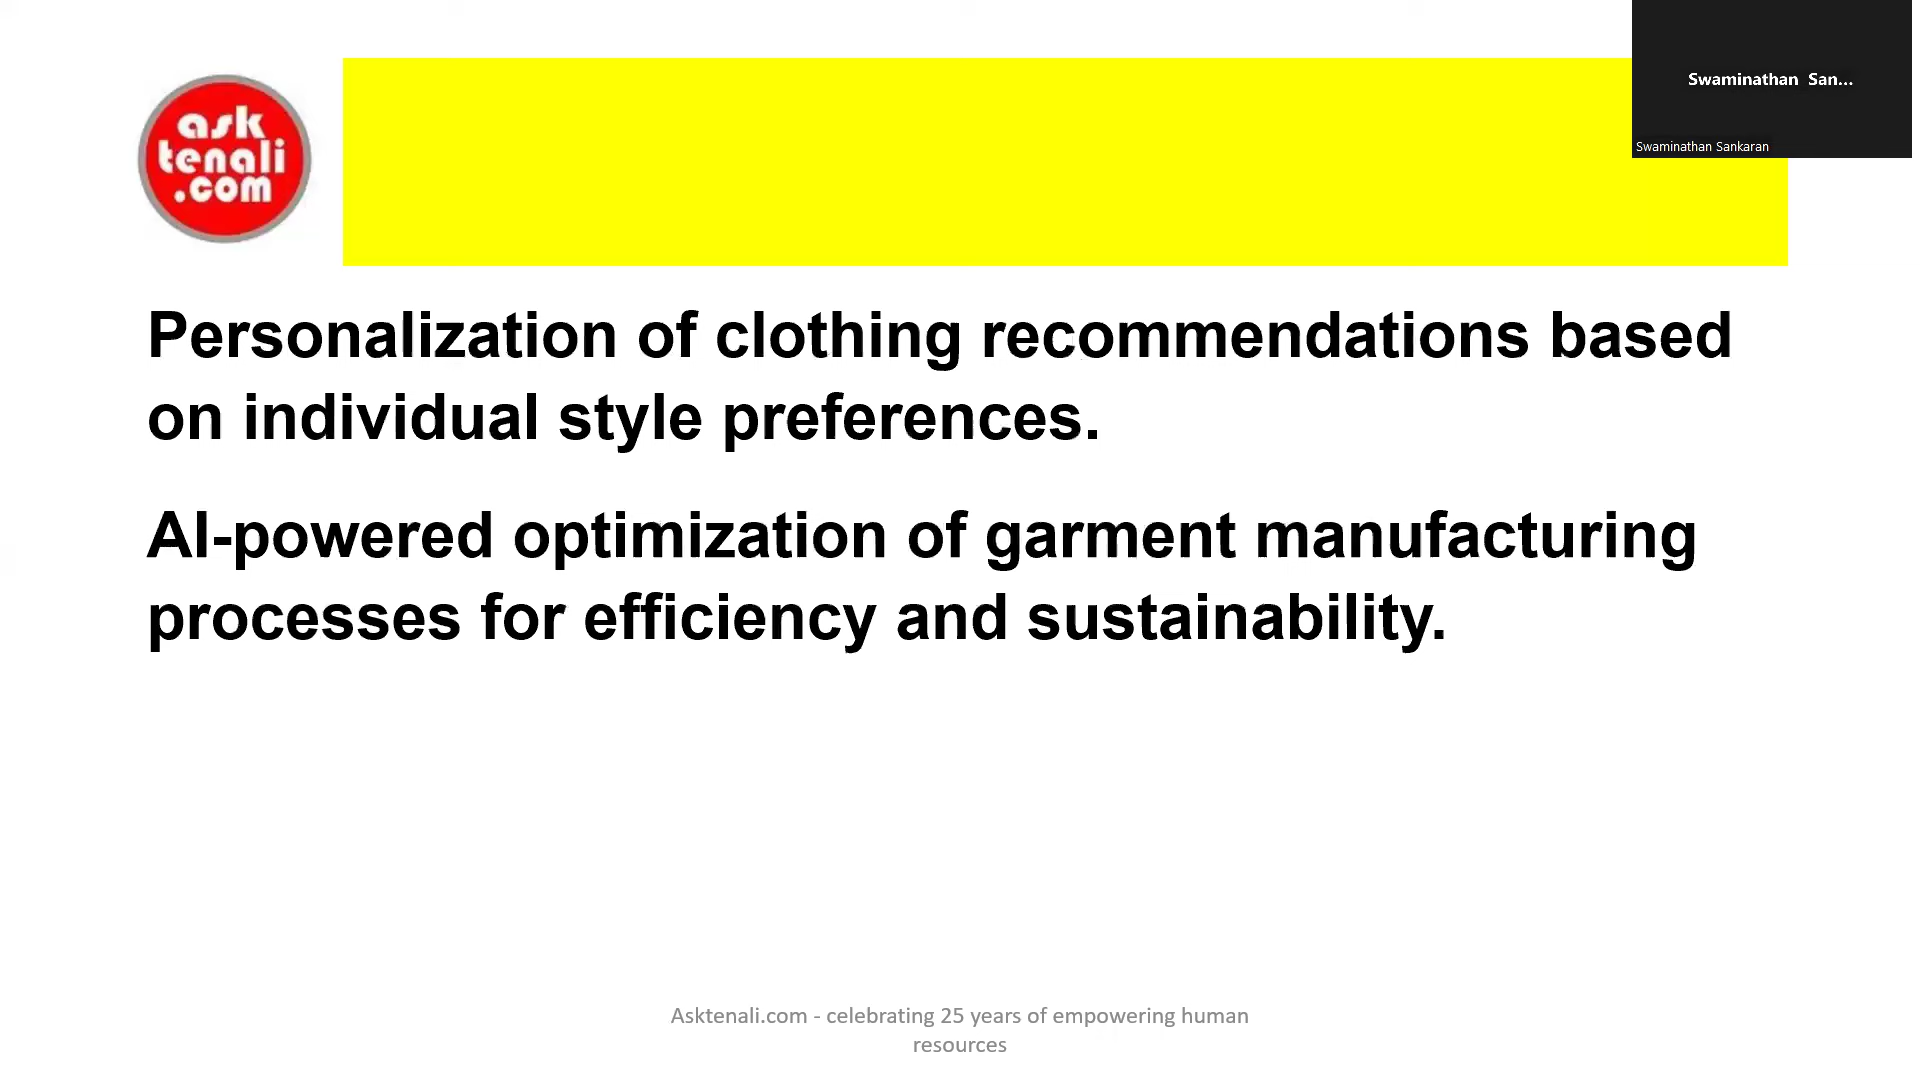 ask
tenali
.com
Swaminathan San...
Swaminathan Sankaran
Personalization of clothing recommendations based
on individual style preferences.
AI-powered optimization of garment manufacturing
processes for efficiency and sustainability.
Asktenali.com - celebrating 25 years of empowering human
resources